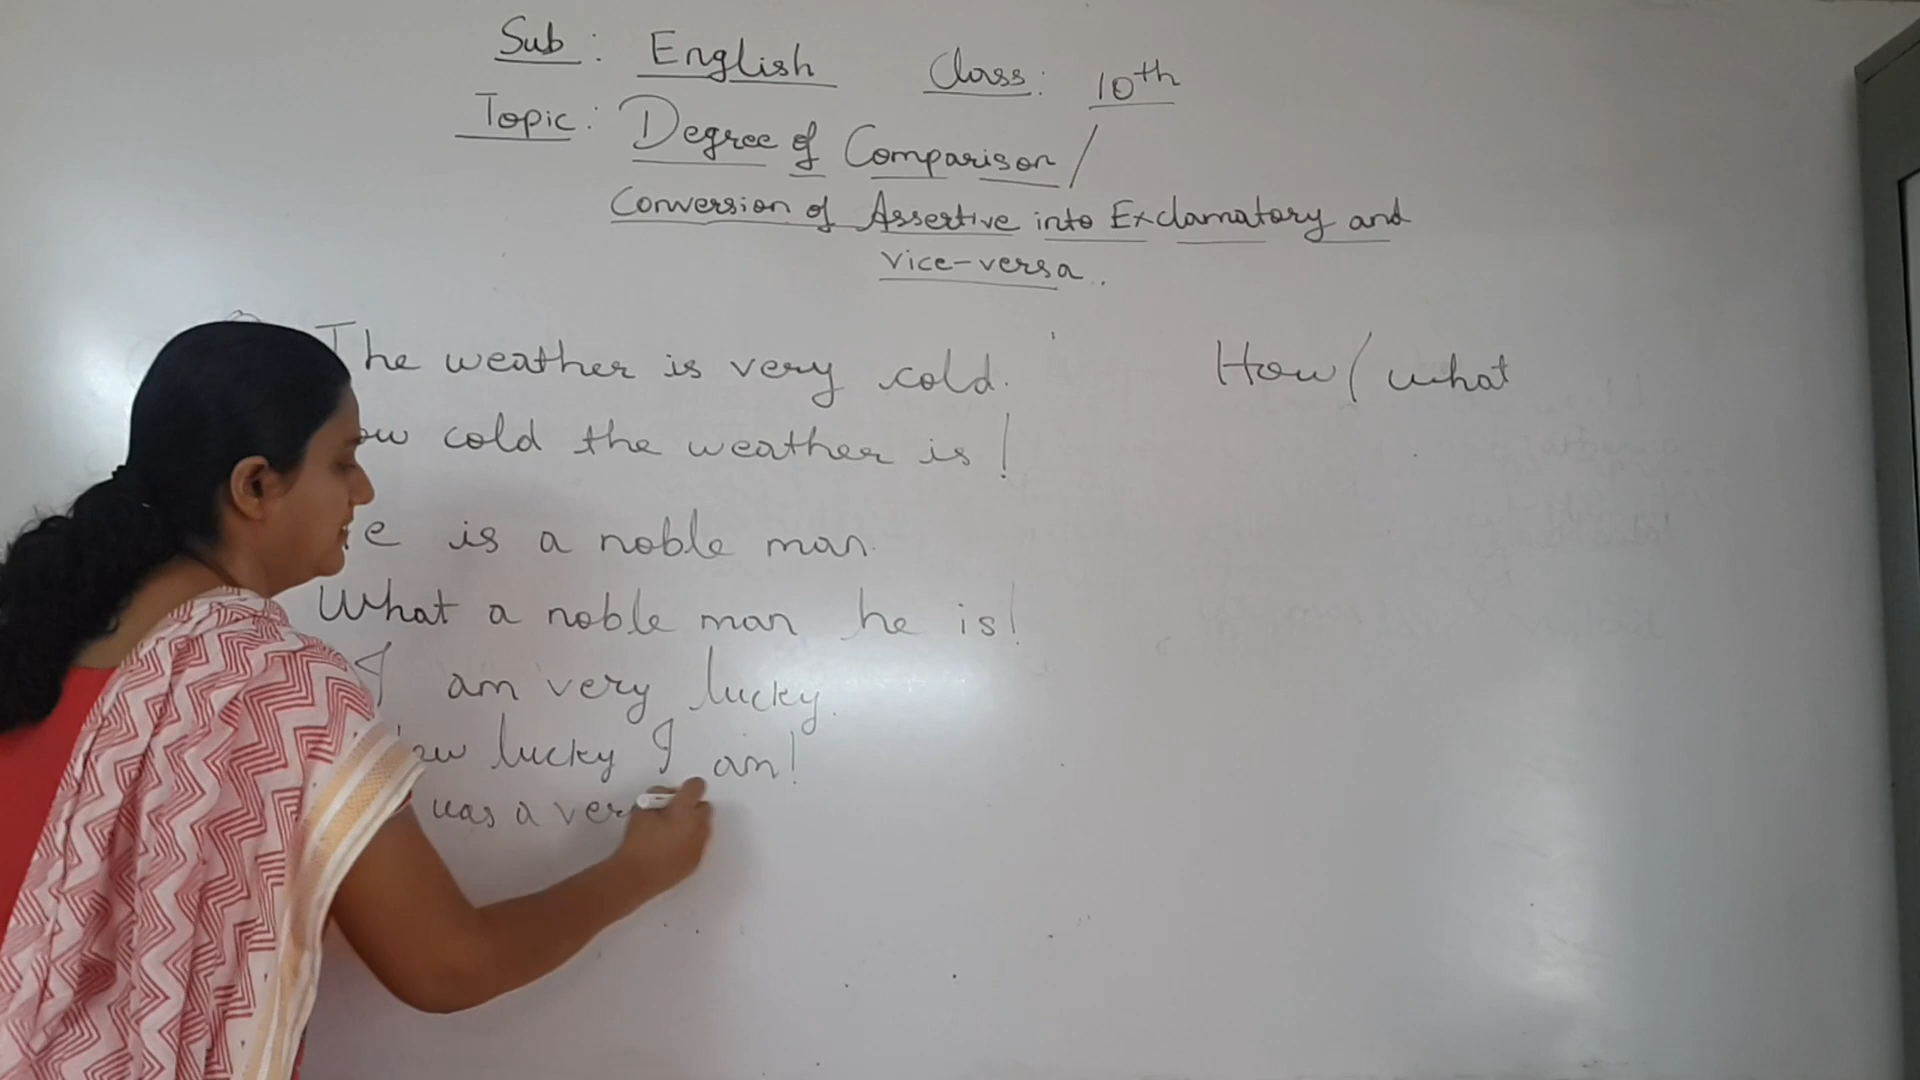 Sub: English Class: 10th
Topic: Degree of Comparison /
Conversion of Assertive into Exclamatory and
vice-versa..
The weather is very cold. How / what
cold the weather is!
is a noble man.
What a noble man he is!
I am very lucky.
lucky I am!
was a